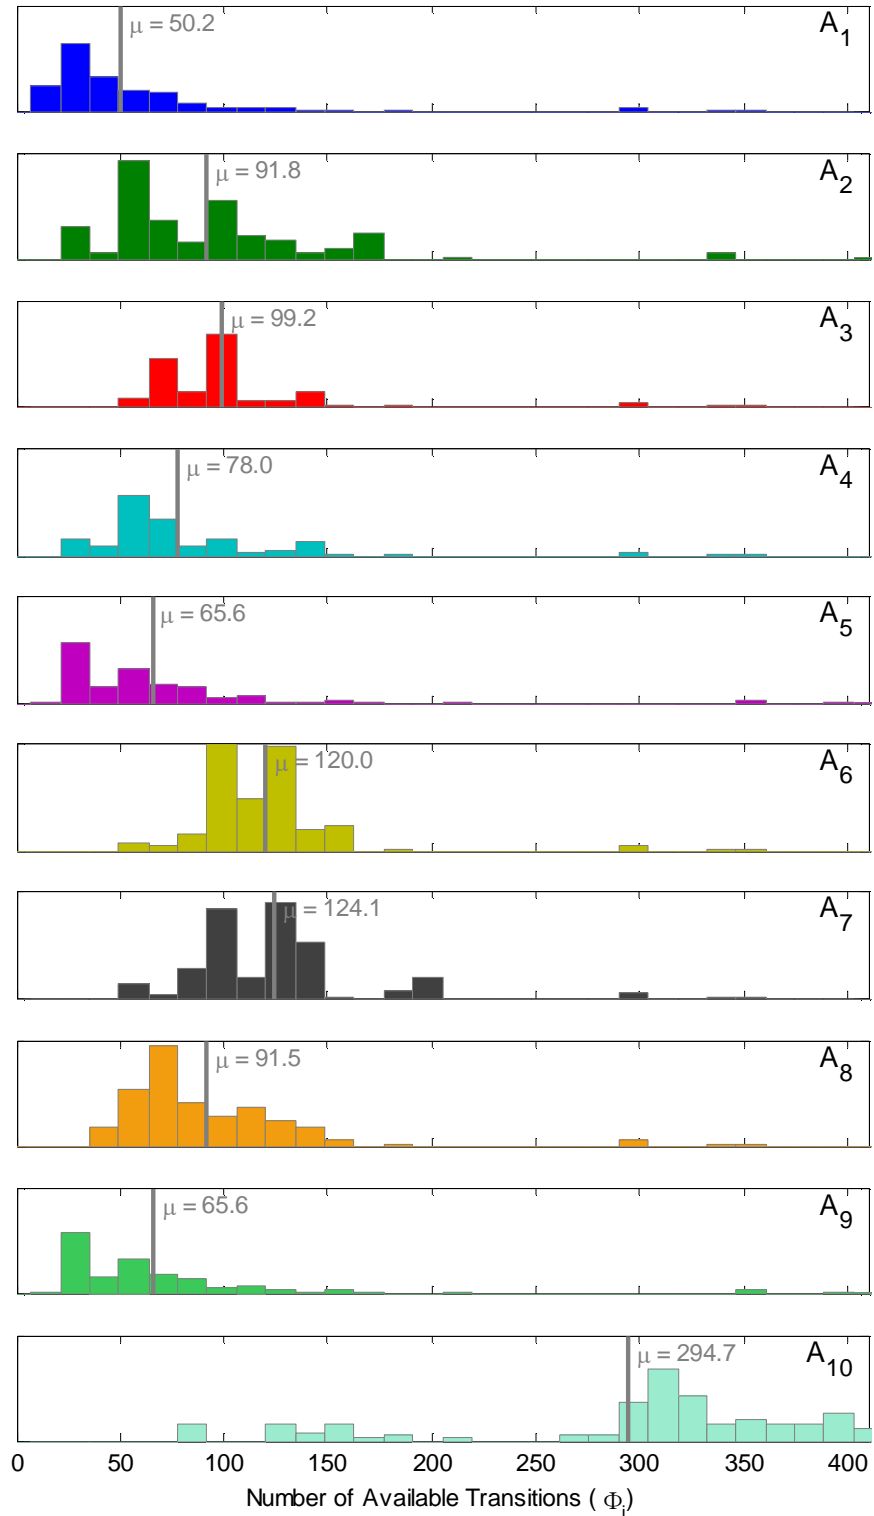 μ = 50.2 A1
μ = 91.8 A2
μ = 99.2 A3
μ = 78.0 A4
μ = 65.6 A5
μ = 120.0 A6
μ = 124.1 A7
μ = 91.5 A8
μ = 65.6 A9
μ = 294.7 A10
0 50 100 150 200 250 300 350 400
Number of Available Transitions ( Φi)